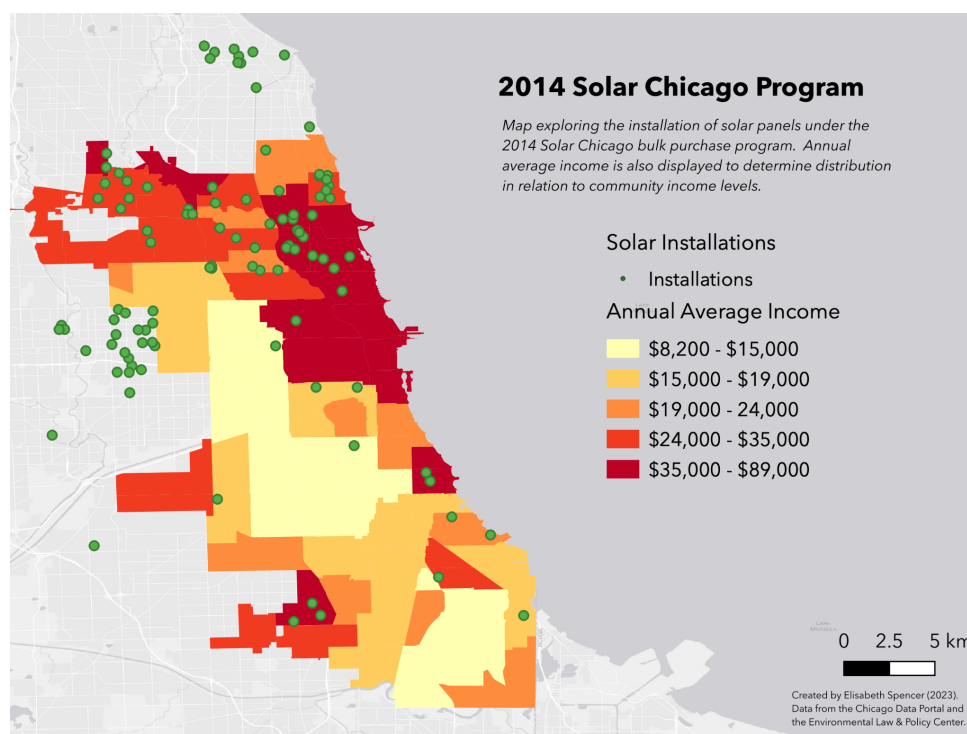 2014 Solar Chicago Program
Map exploring the installation of solar panels under the
2014 Solar Chicago bulk purchase program. Annual
average income is also displayed to determine distribution
in relation to community income levels.
Solar Installations
Installations
Annual Average Income
$8,200 - $15,000
$15,000 - $19,000
$19,000 - 24,000
$24,000 - $35,000
$35,000 - $89,000
0 2.5 5 km
Created by Elisabeth Spencer (2023).
Data from the Chicago Data Portal and
the Environmental Law & Policy Center.